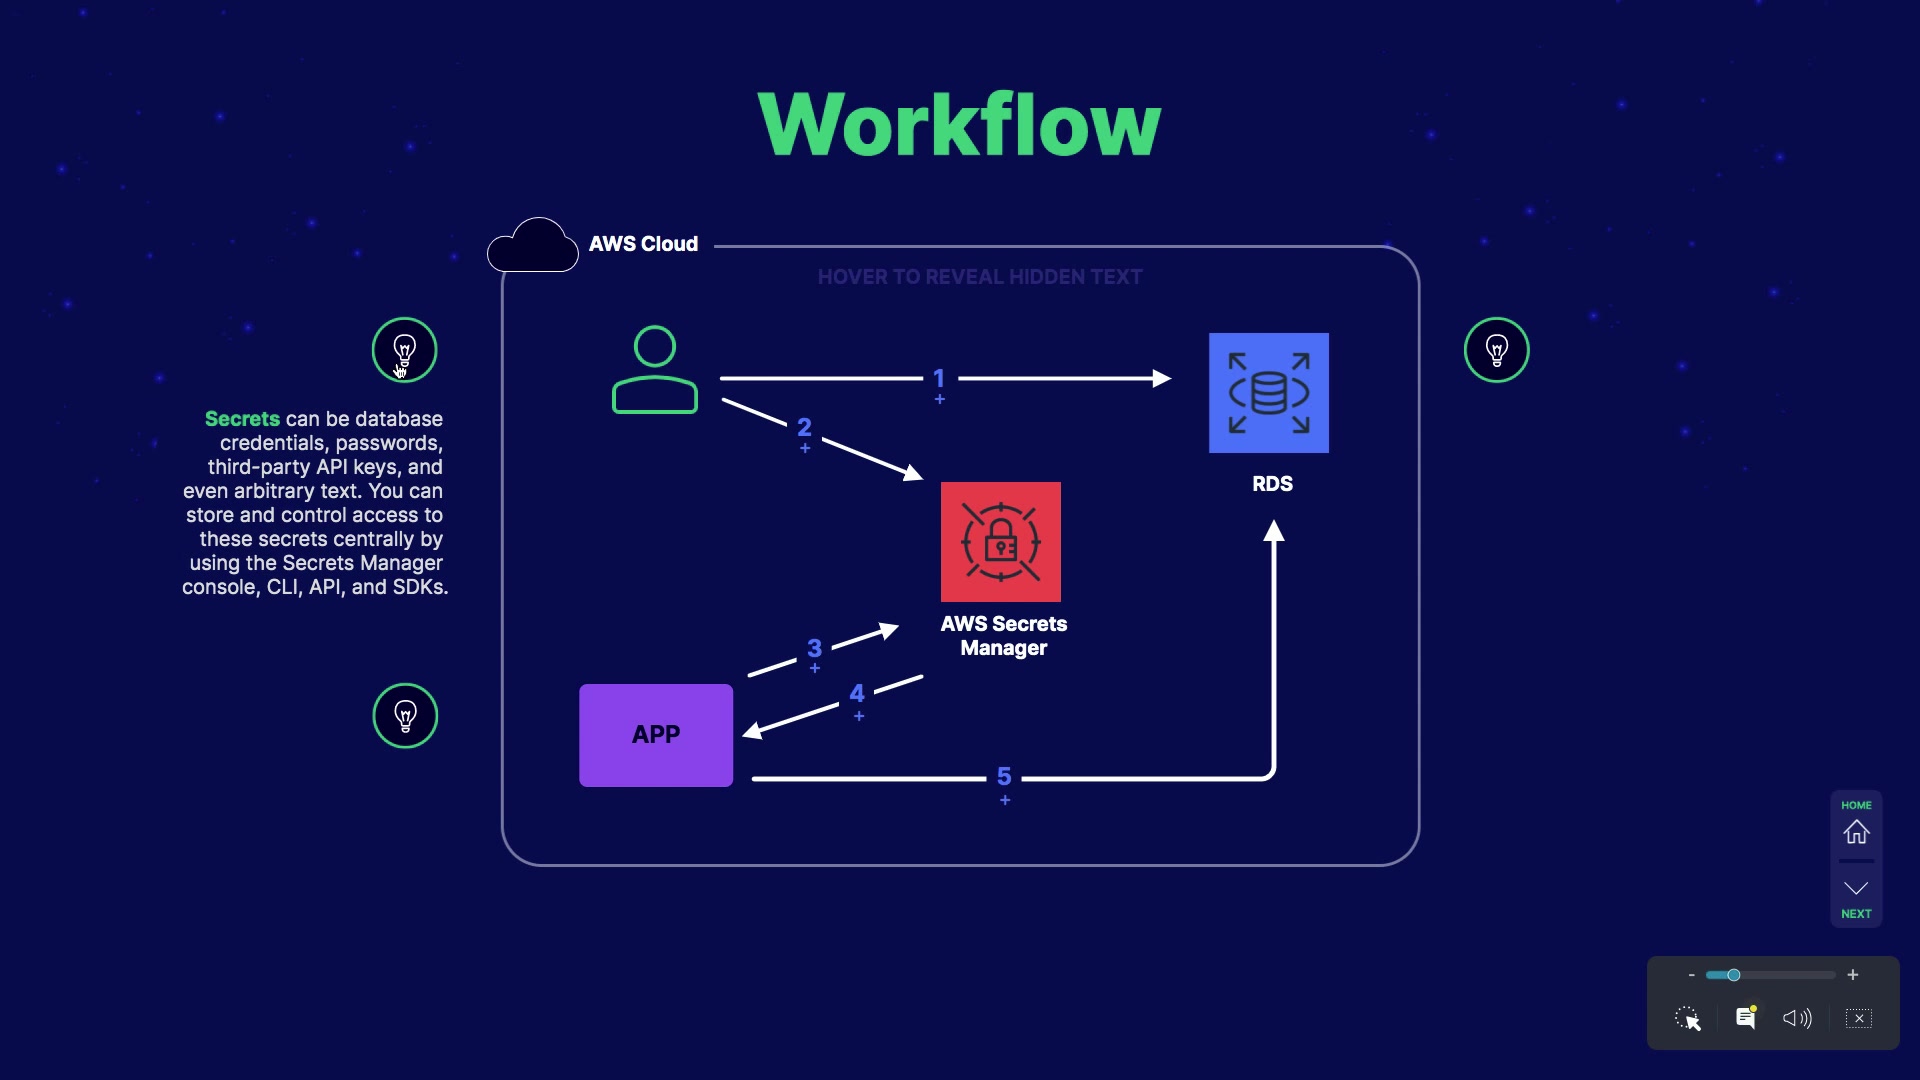 Workflow
AWS Cloud
HOVER TO REVEAL HIDDEN TEXT
Secrets can be database
credentials, passwords,
third-party API keys, and
even arbitrary text. You can
store and control access to
these secrets centrally by
using the Secrets Manager
console, CLI, API, and SDKs.
1
+
2
+
RDS
AWS Secrets
Manager
3
+
4
+
APP
5
+
HOME
NEXT
- +